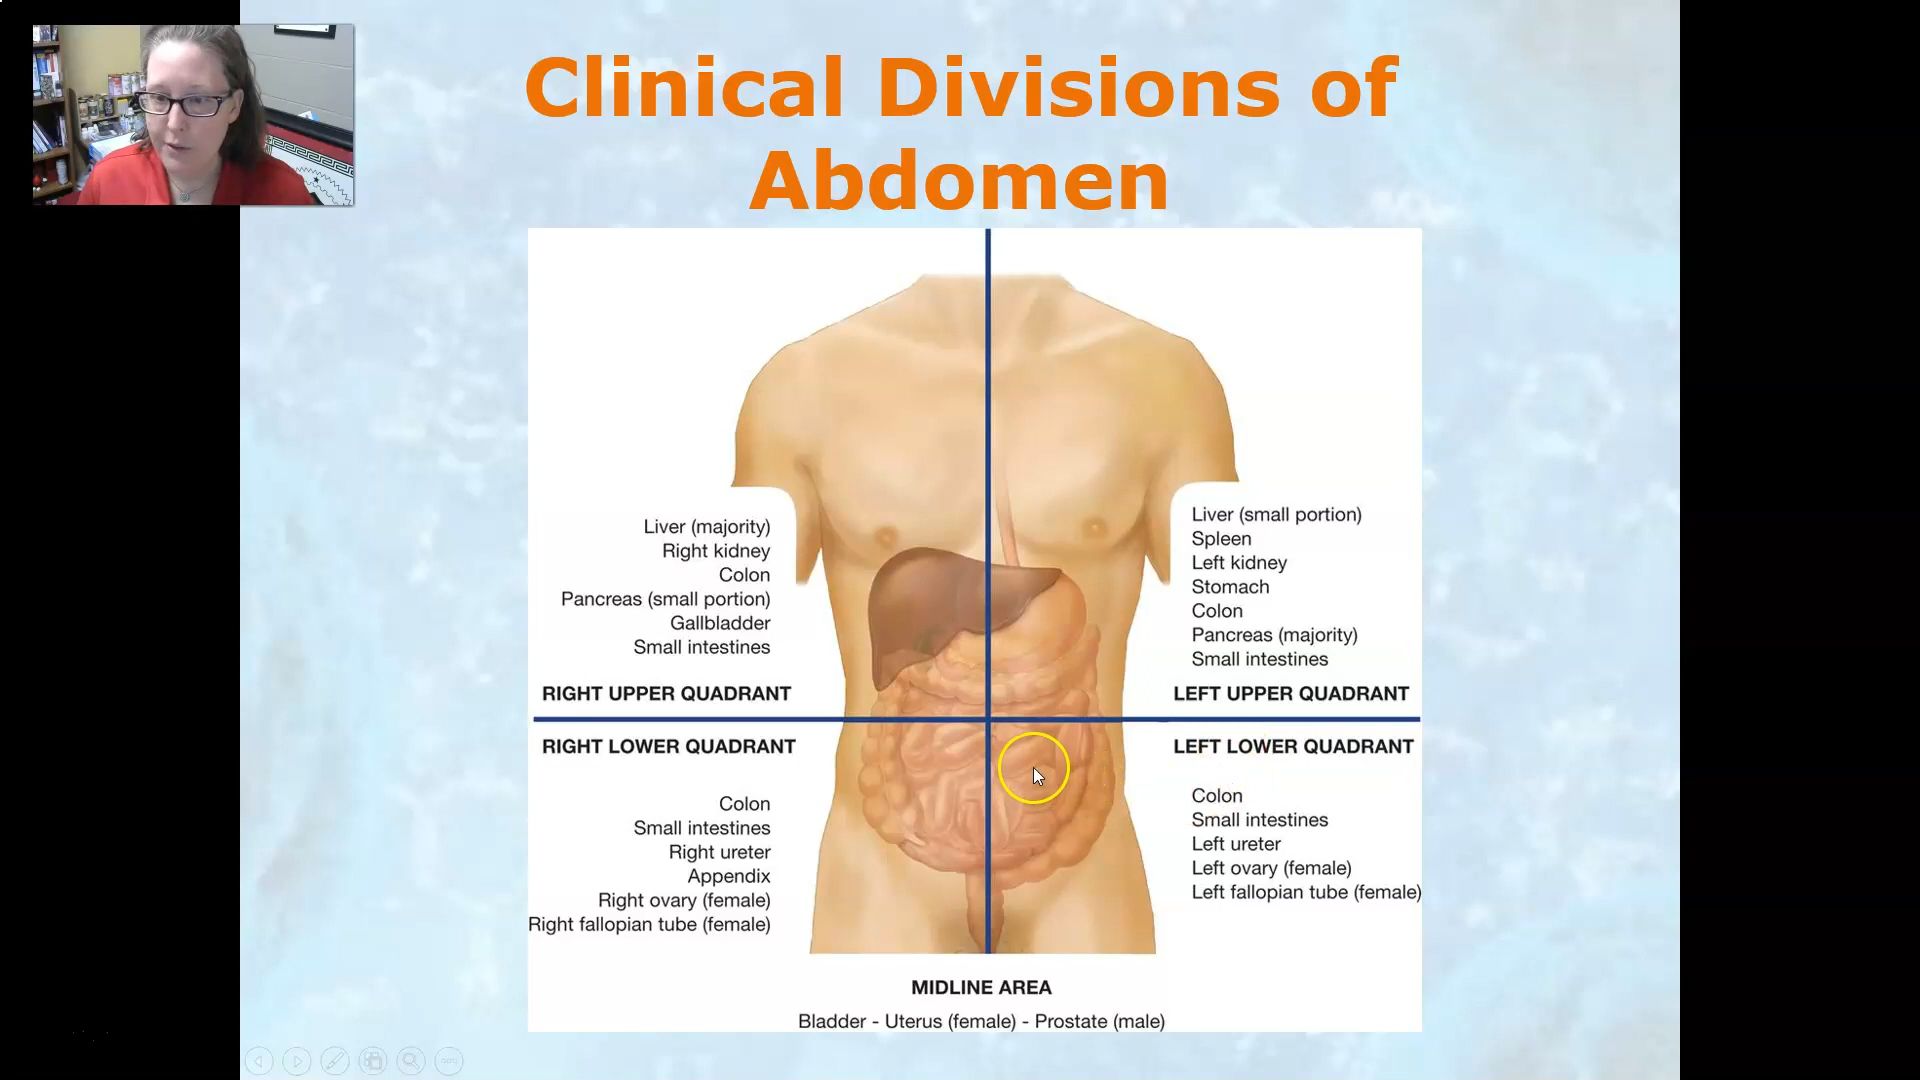 Clinical Divisions of
Abdomen
Liver (majority)
Right kidney
Colon
Pancreas (small portion)
Gallbladder
Small intestines
RIGHT UPPER QUADRANT
Liver (small portion)
Spleen
Left kidney
Stomach
Colon
Pancreas (majority)
Small intestines
LEFT UPPER QUADRANT
RIGHT LOWER QUADRANT
Colon
Small intestines
Right ureter
Appendix
Right ovary (female)
Right fallopian tube (female)
LEFT LOWER QUADRANT
Colon
Small intestines
Left ureter
Left ovary (female)
Left fallopian tube (female)
MIDLINE AREA
Bladder - Uterus (female) - Prostate (male)